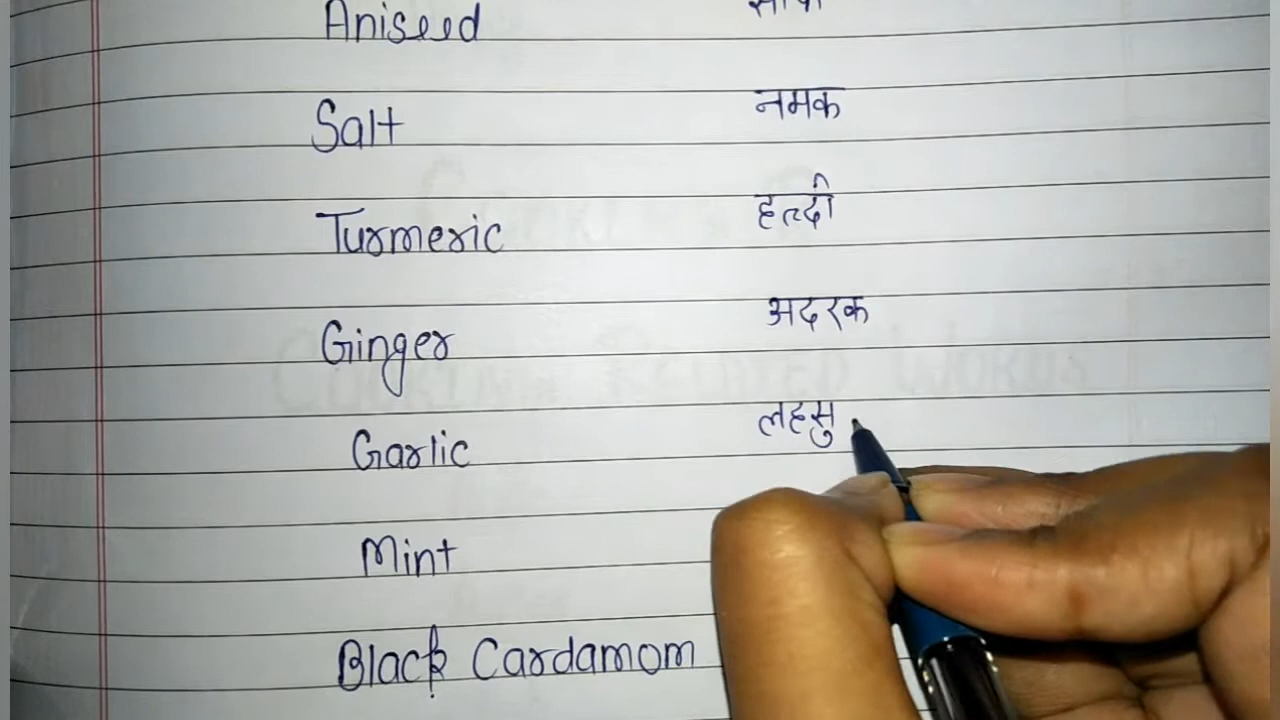 Aniseed
Salt नमक
Turmeric हल्दी
Ginger अदरक
Garlic लहसु
Mint
Black Cardamom